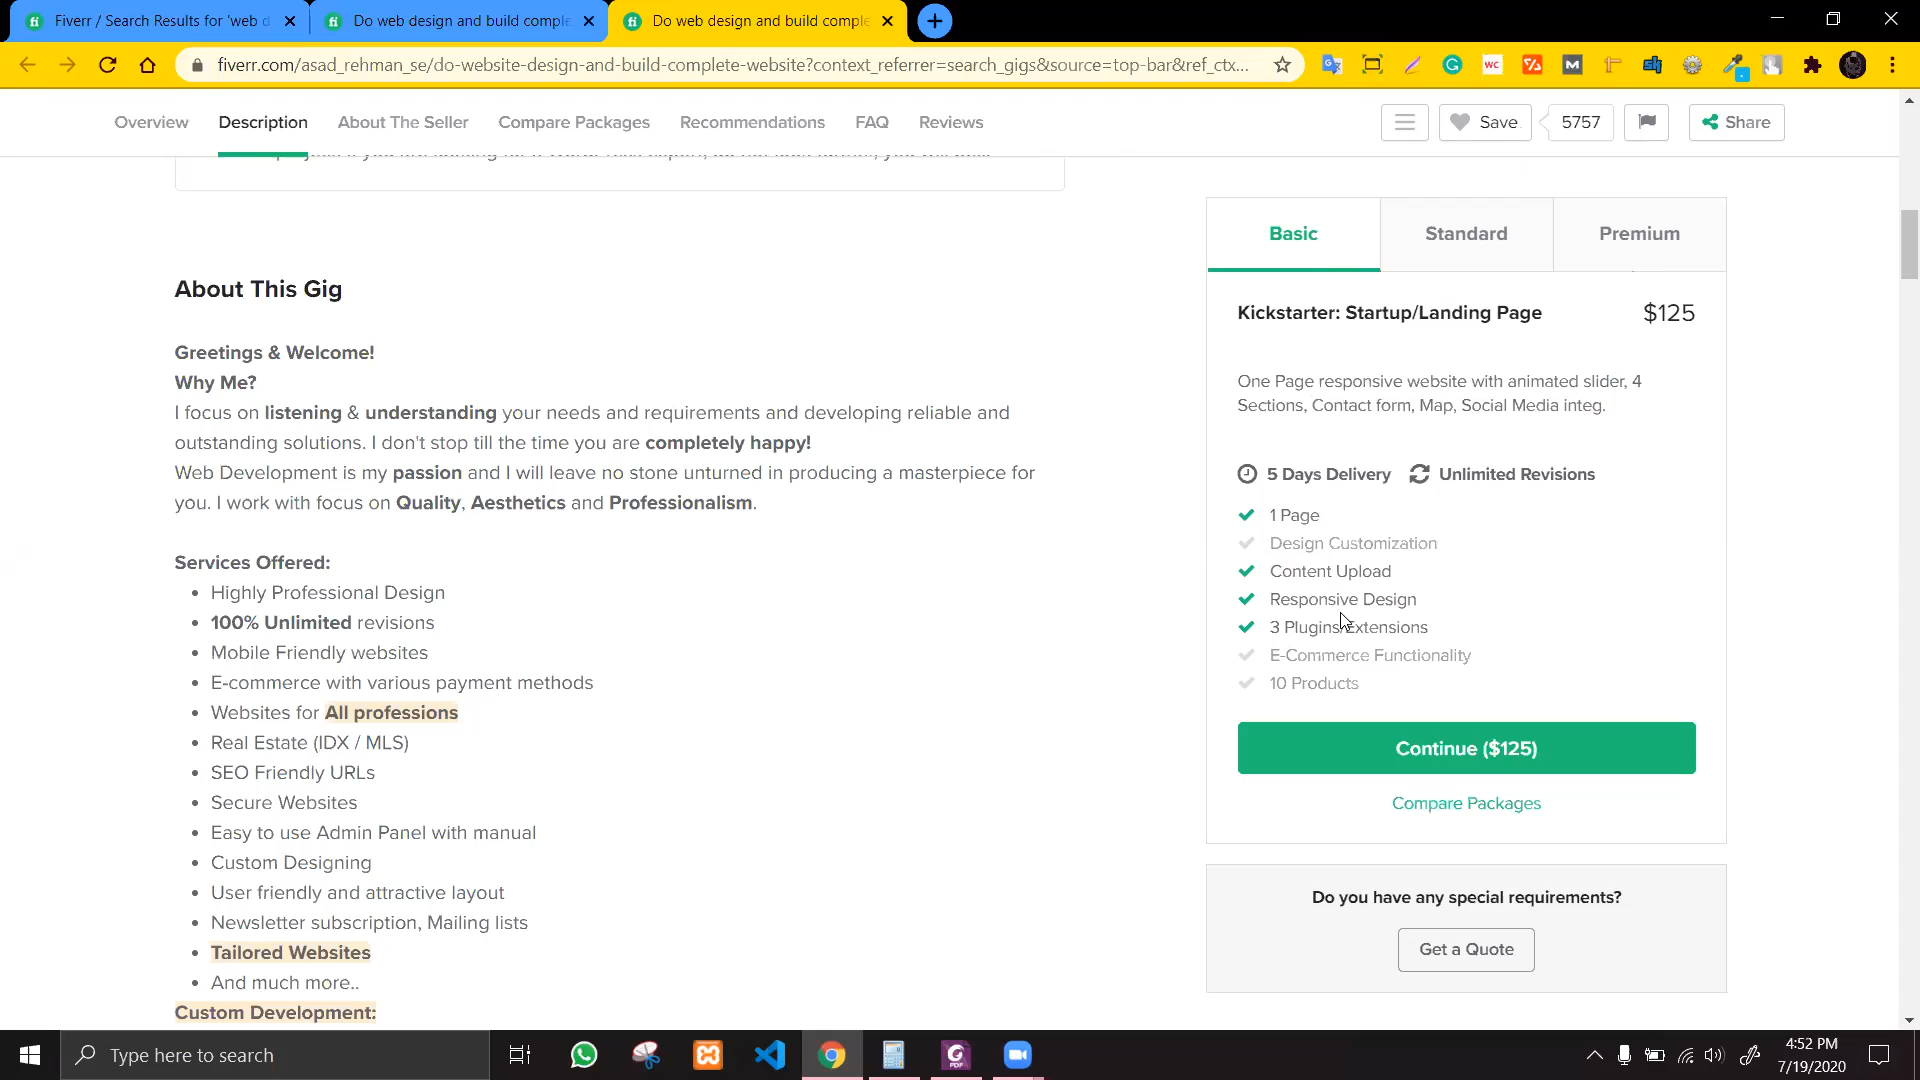 Fiverr / Search Results for 'web d
Do web design and build comple
Do web design and build comple
fiverr.com/asad_rehman_se/do-website-design-and-build-complete-website?context_referrer=search_gigs&source=top-bar&ref_ctx...
Overview
Description
About The Seller
Compare Packages
Recommendations
FAQ
Reviews
Save
5757
Share
About This Gig
Greetings & Welcome!
Why Me?
I focus on listening & understanding your needs and requirements and developing reliable and
outstanding solutions. I don't stop till the time you are completely happy!
Web Development is my passion and I will leave no stone unturned in producing a masterpiece for
you. I work with focus on Quality, Aesthetics and Professionalism.
Services Offered:
• Highly Professional Design
• 100% Unlimited revisions
• Mobile Friendly websites
• E-commerce with various payment methods
• Websites for All professions
• Real Estate (IDX / MLS)
• SEO Friendly URLs
• Secure Websites
• Easy to use Admin Panel with manual
• Custom Designing
• User friendly and attractive layout
• Newsletter subscription, Mailing lists
• Tailored Websites
• And much more..
Custom Development:
Basic
Standard
Premium
Kickstarter: Startup/Landing Page $125
One Page responsive website with animated slider, 4
Sections, Contact form, Map, Social Media integ.
5 Days Delivery
Unlimited Revisions
1 Page
Design Customization
Content Upload
Responsive Design
3 Plugins/Extensions
E-Commerce Functionality
10 Products
Continue ($125)
Compare Packages
Do you have any special requirements?
Get a Quote
Type here to search
4:52 PM
7/19/2020